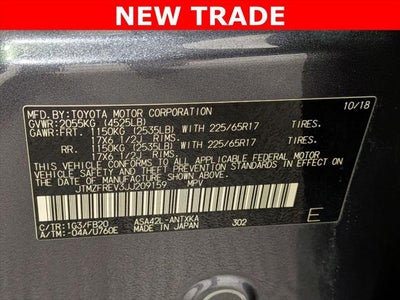 NEW TRADE
MFD.BY: TOYOTA MOTOR CORPORATION 10/18
GVWR:2055KG (4525LB)
GAWR:FRT. 1150KG (2535LB) WITH 225/65R17 TIRES.
17X6 1/2J RIMS.
RR. 1150KG (2535LB) WITH 225/65R17 TIRES.
17X6 1/2J RIMS.
THIS VEHICLE CONFORMS TO ALL APPLICABLE FEDERAL MOTOR
VEHICLE SAFETY AND THEFT PREVENTION STANDARDS IN EFFECT
ON THE DATE OF MANUFACTURE SHOWN ABOVE.
JTMZFREV3JJ209159 MPV
C/TR:1G3/FB20 ASA42L-ANTXKA E
A/TM:-04A/U760E MADE IN JAPAN 302